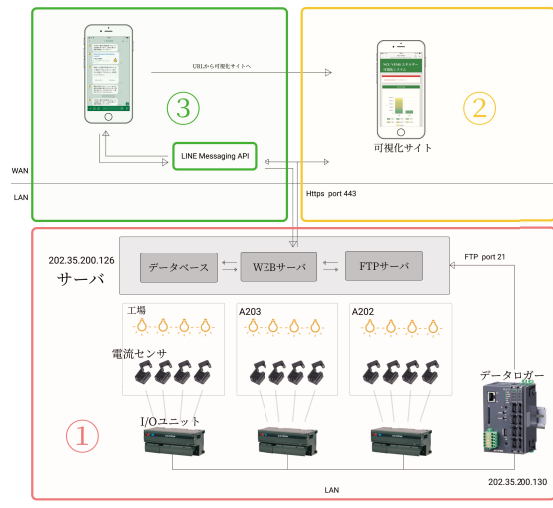 URLから可視化サイトへ
③
②
可視化サイト
LINE Messaging API
WAN
LAN
Https port 443
202.35.200.126
サーバ
データベース
WEBサーバ
FTPサーバ
FTP port 21
工場
A203
A202
電流センサ
データロガー
I/Oユニット
①
LAN
202.35.200.130